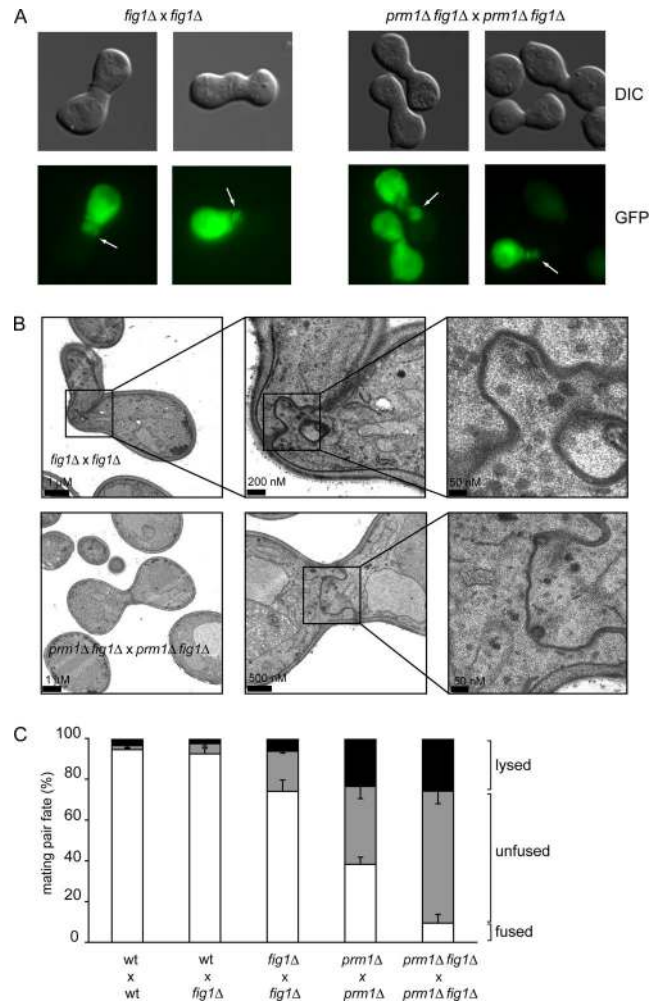 A
fig1Δ x fig1Δ
prm1Δ fig1Δ x prm1Δ fig1Δ
DIC
GFP
B
fig1Δ x fig1Δ
1 µM
200 nM
50 nM
prm1Δ fig1Δ x prm1Δ fig1Δ
1 µM
500 nM
50 nM
C
mating pair fate (%)
100
80
60
40
20
0
lysed
unfused
fused
wt x wt
wt x fig1Δ
fig1Δ x fig1Δ
prm1Δ x prm1Δ
prm1Δ fig1Δ x prm1Δ fig1Δ